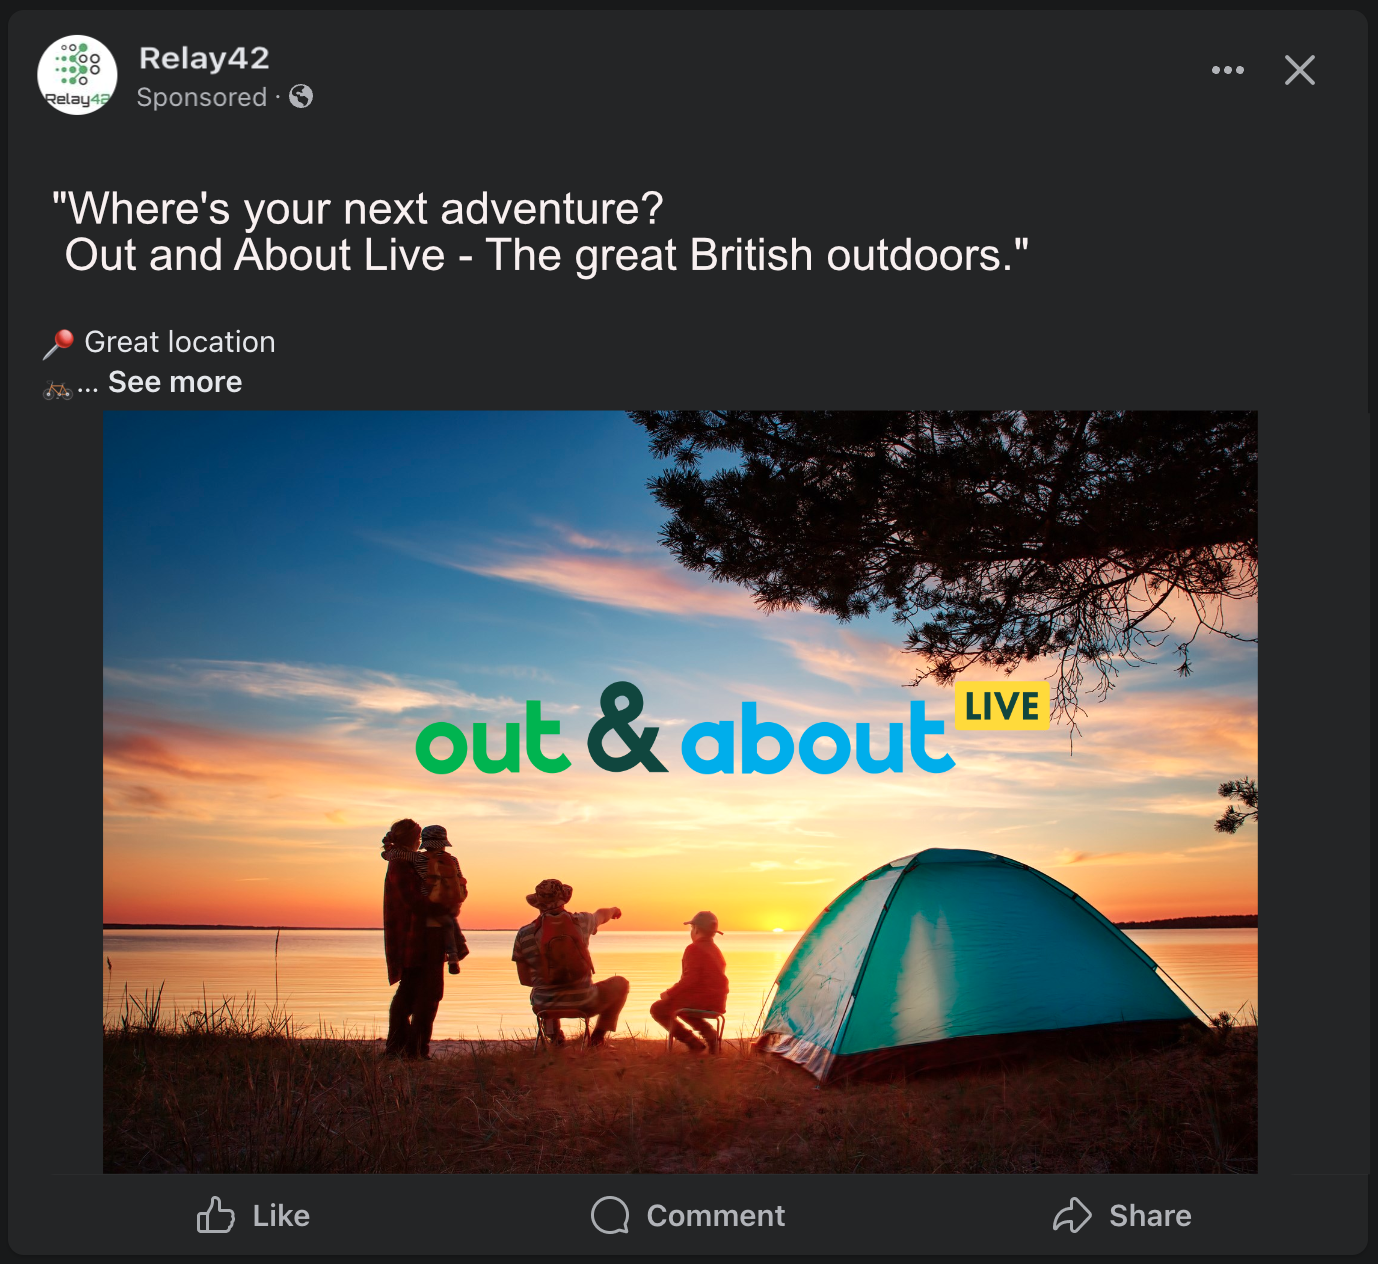 Relay42
Relay42
Sponsored ·
"Where's your next adventure?
Out and About Live - The great British outdoors."
📍 Great location
🚲... See more
out & about LIVE
Like
Comment
Share